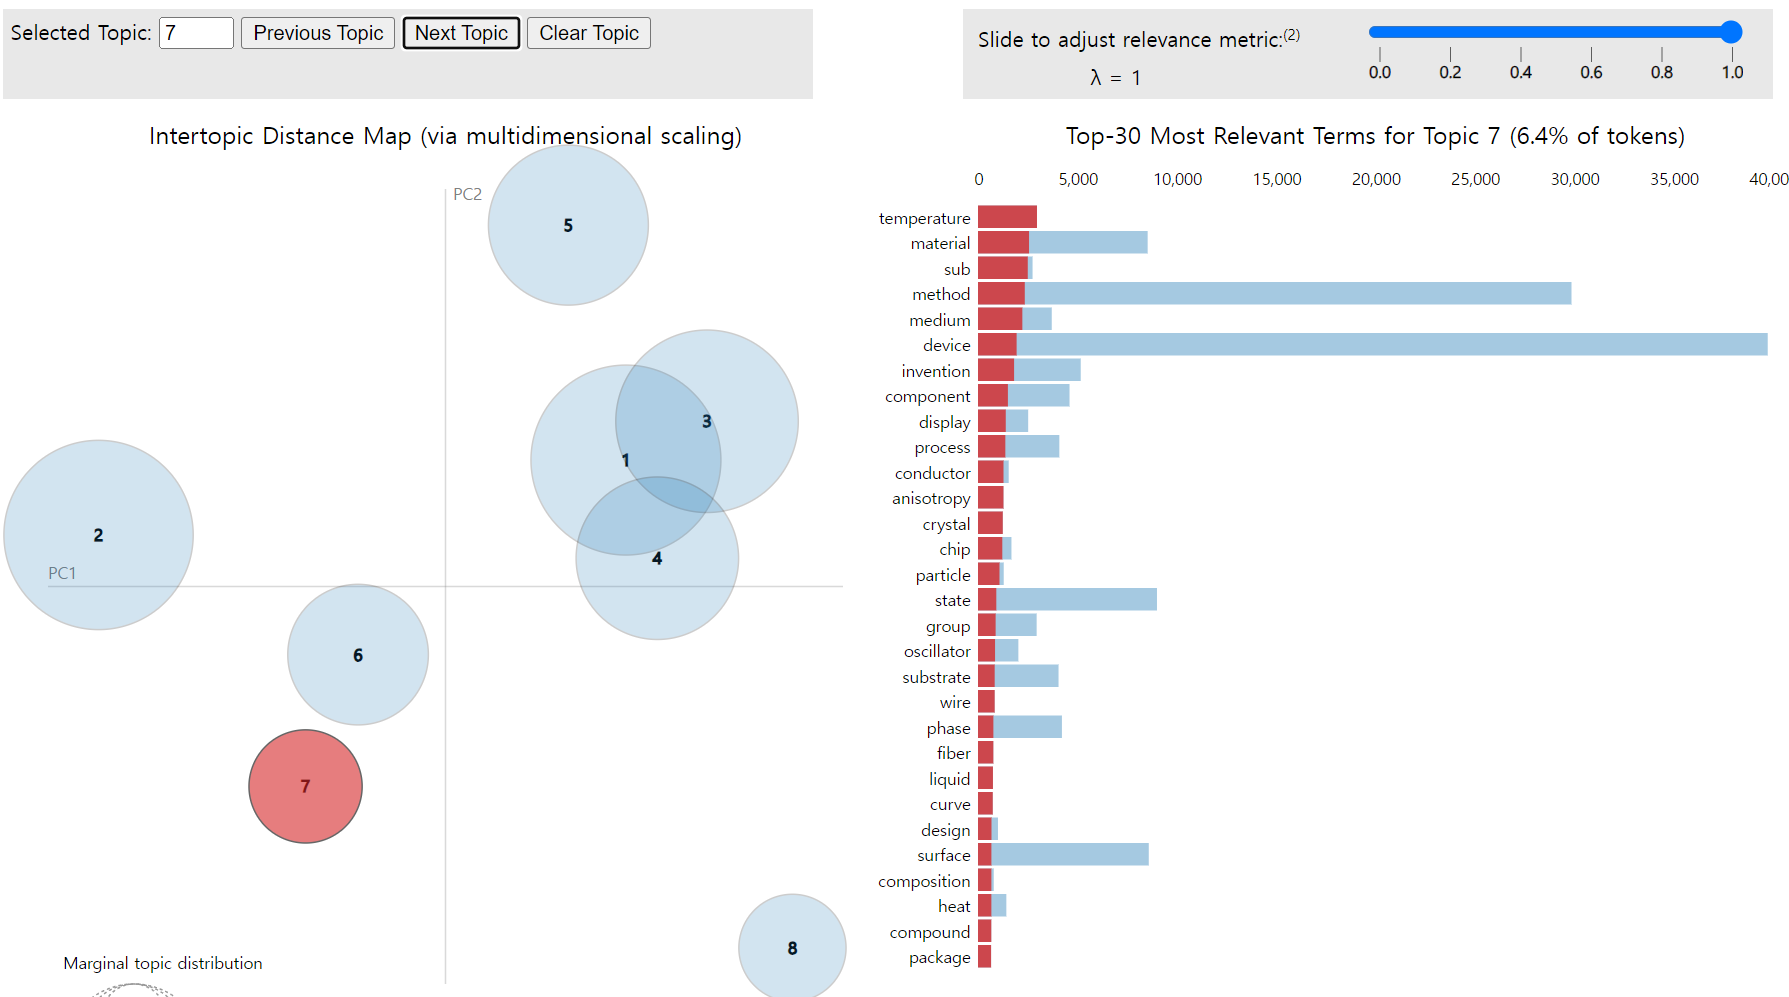 Selected Topic: 7 Previous Topic Next Topic Clear Topic
Slide to adjust relevance metric:(2)
λ = 1
0.0 0.2 0.4 0.6 0.8 1.0
Intertopic Distance Map (via multidimensional scaling)
PC2
5
3
1
2
4
PC1
6
7
8
Marginal topic distribution
Top-30 Most Relevant Terms for Topic 7 (6.4% of tokens)
0 5,000 10,000 15,000 20,000 25,000 30,000 35,000 40,00
temperature
material
sub
method
medium
device
invention
component
display
process
conductor
anisotropy
crystal
chip
particle
state
group
oscillator
substrate
wire
phase
fiber
liquid
curve
design
surface
composition
heat
compound
package